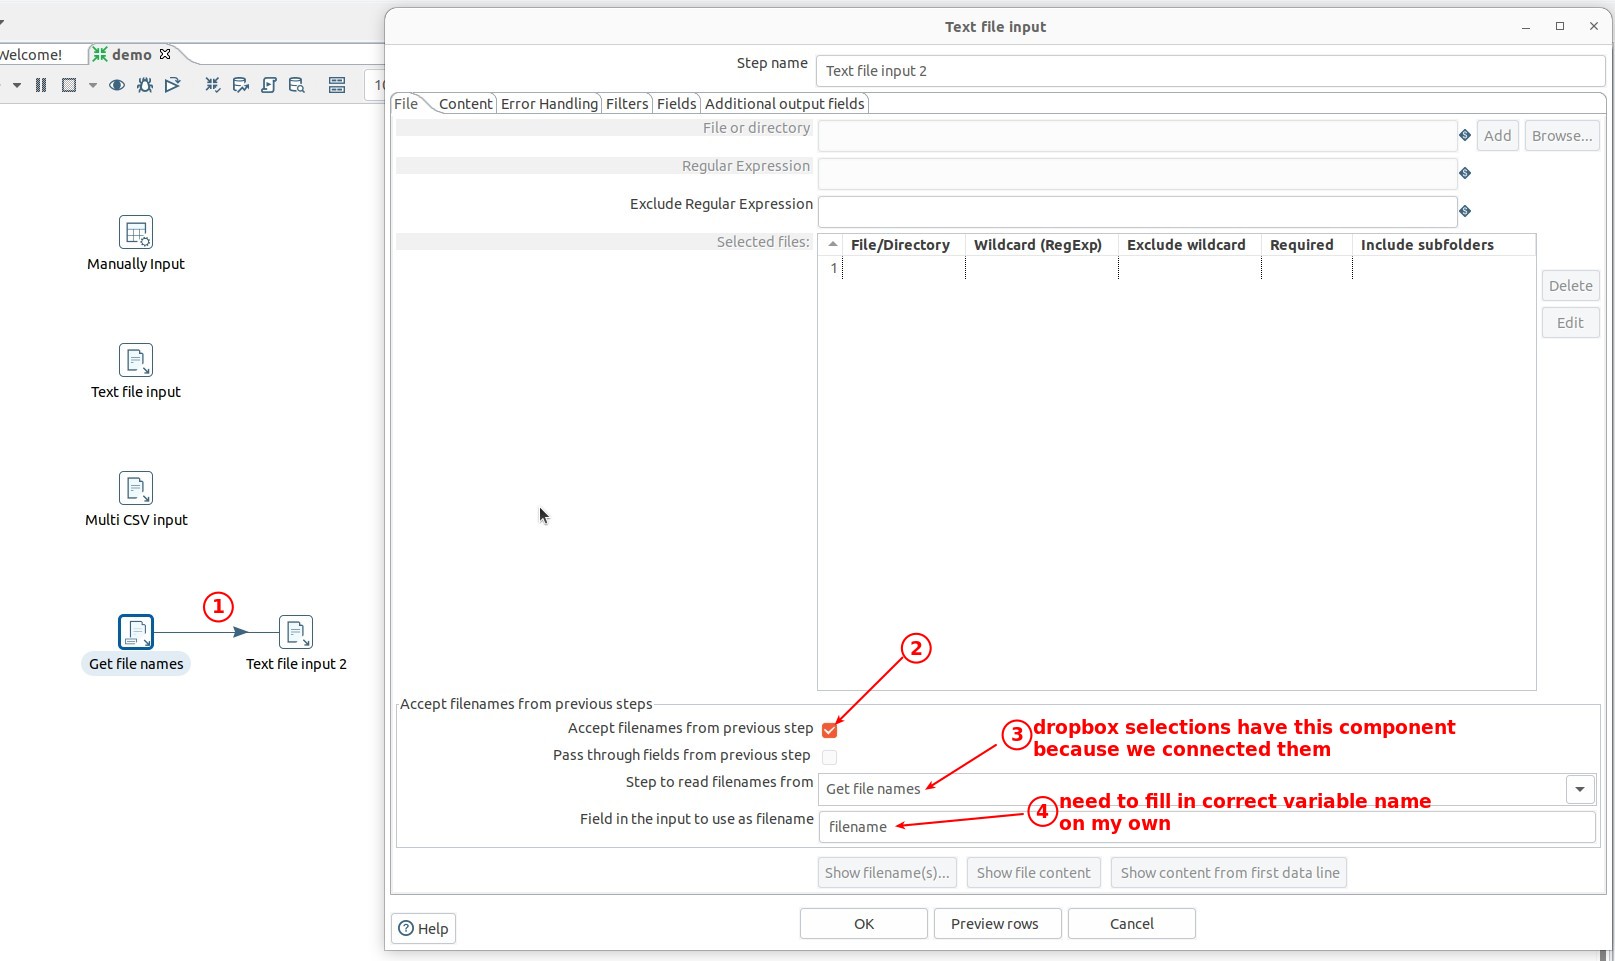 Text file input
Welcome!
demo
10
Step name
Text file input 2
File
Content
Error Handling
Filters
Fields
Additional output fields
File or directory
Add
Browse...
Regular Expression
Exclude Regular Expression
Selected files:
File/Directory
Wildcard (RegExp)
Exclude wildcard
Required
Include subfolders
1
Delete
Edit
Manually Input
Text file input
Multi CSV input
1
Get file names
Text file input 2
2
Accept filenames from previous steps
Accept filenames from previous step
3 dropbox selections have this component
because we connected them
Pass through fields from previous step
Step to read filenames from
Get file names
4 need to fill in correct variable name
on my own
Field in the input to use as filename
filename
Show filename(s)...
Show file content
Show content from first data line
Help
OK
Preview rows
Cancel